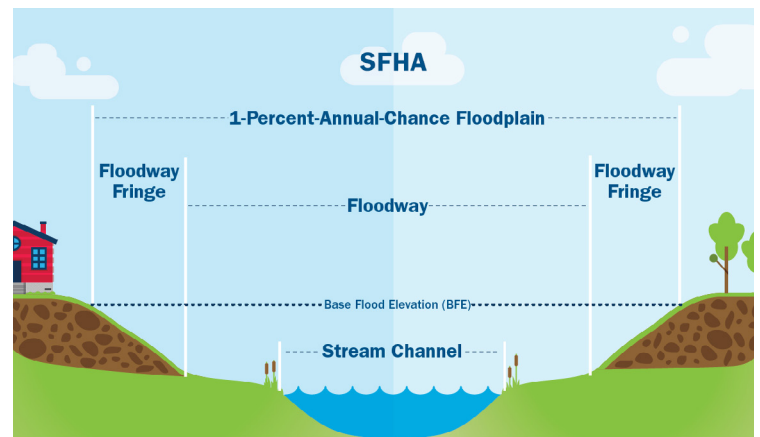 SFHA
1-Percent-Annual-Chance Floodplain
Floodway
Fringe
Floodway
Fringe
Floodway
Base Flood Elevation (BFE)
Stream Channel